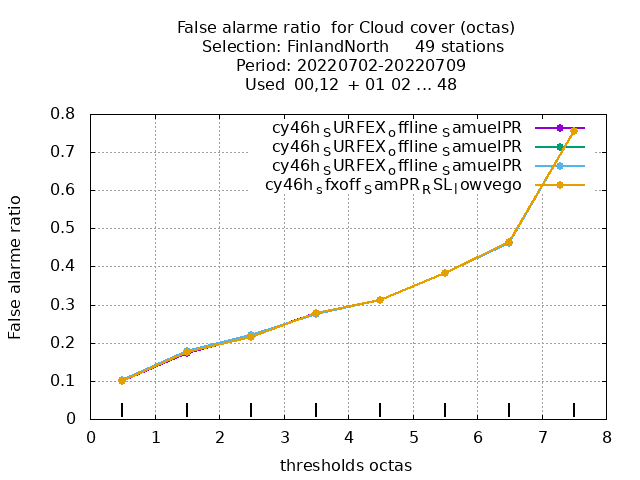 False alarme ratio  for Cloud cover (octas)
Selection: FinlandNorth     49 stations
Period: 20220702-20220709
Used  00,12  + 01 02 ... 48
cy46h_SURFEX_offline_SamuelPR
cy46h_SURFEX_offline_SamuelPR
cy46h_SURFEX_offline_SamuelPR
cy46h_sfxoff_SamPR_RSL_lowvego
False alarme ratio
0.8
0.7
0.6
0.5
0.4
0.3
0.2
0.1
0
0 1 2 3 4 5 6 7 8
thresholds octas